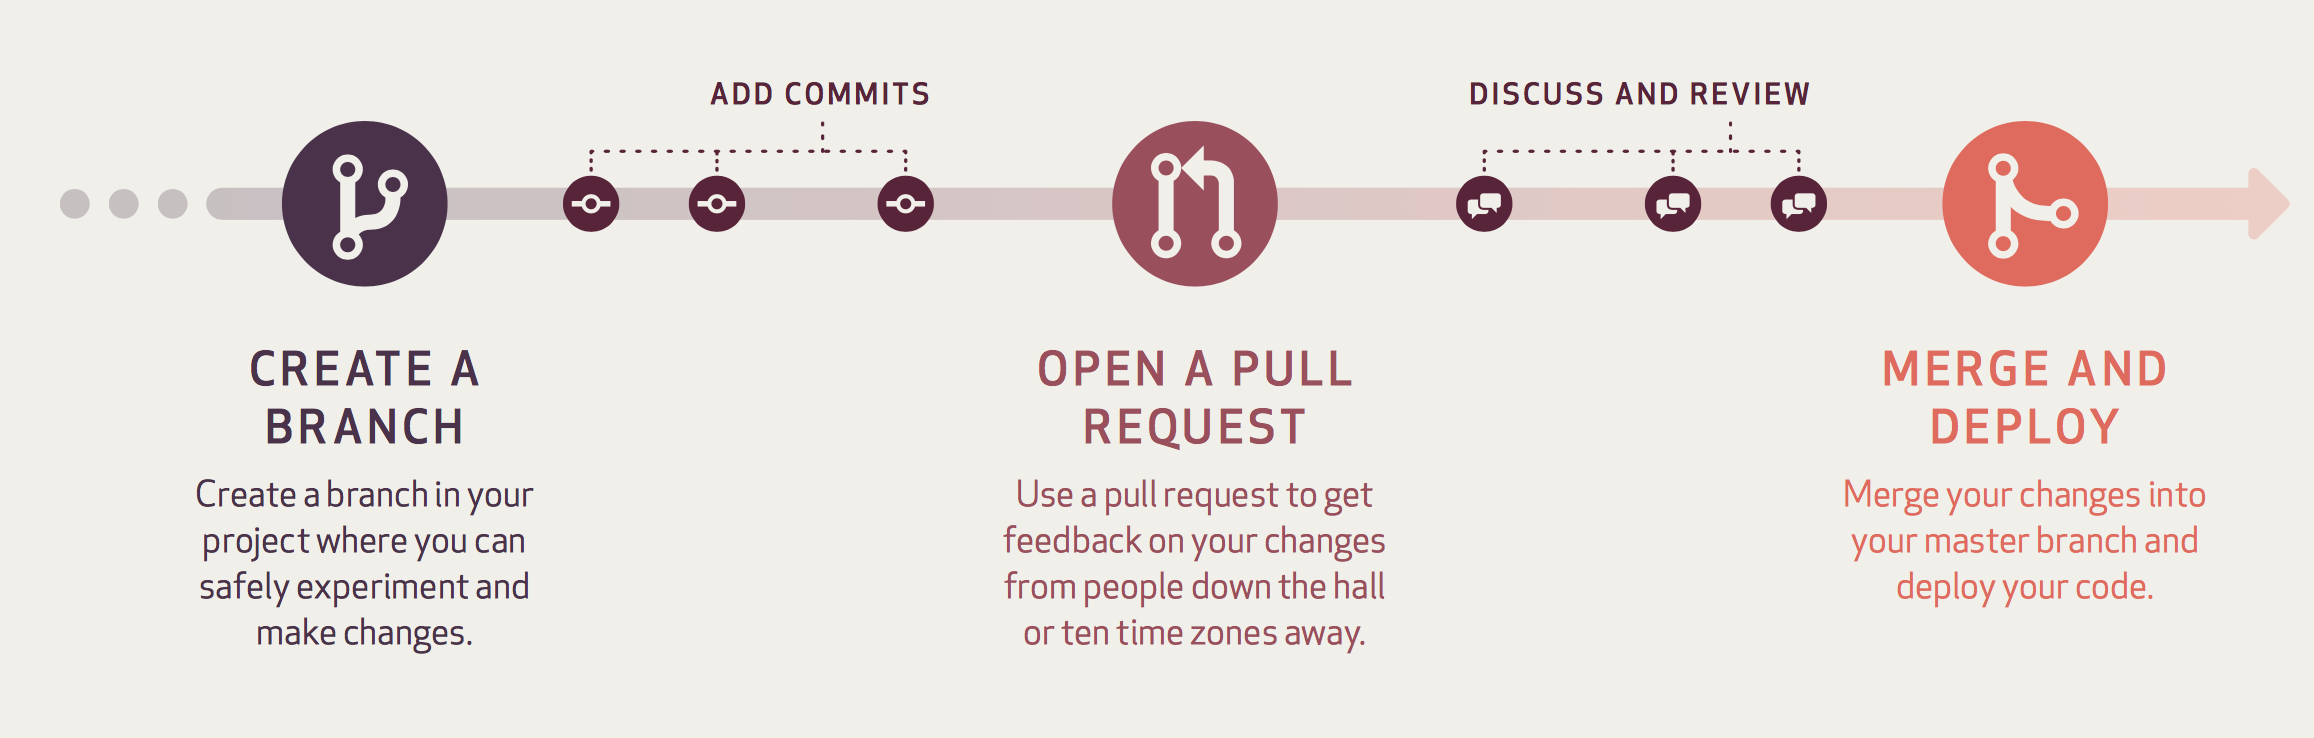 ADD COMMITS
DISCUSS AND REVIEW
CREATE A
BRANCH
Create a branch in your
project where you can
safely experiment and
make changes.
OPEN A PULL
REQUEST
Use a pull request to get
feedback on your changes
from people down the hall
or ten time zones away.
MERGE AND
DEPLOY
Merge your changes into
your master branch and
deploy your code.